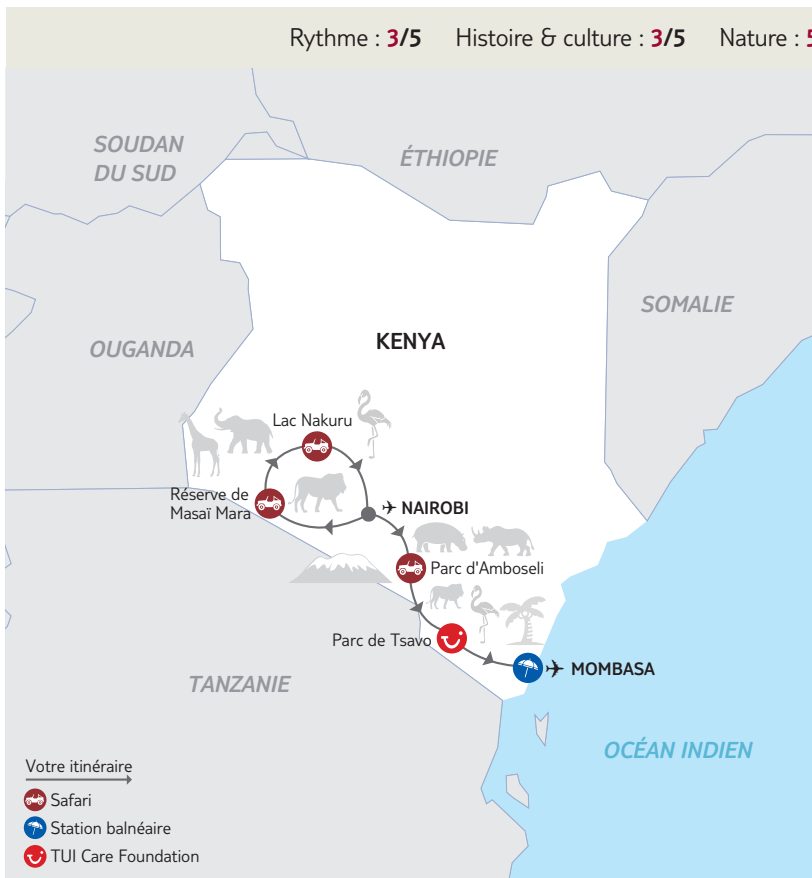 Rythme : 3/5 Histoire & culture : 3/5 Nature : 5
SOUDAN
DU SUD
ÉTHIOPIE
SOMALIE
OUGANDA
KENYA
Lac Nakuru
Réserve de
Masaï Mara
NAIROBI
Parc d'Amboseli
Parc de Tsavo
MOMBASA
TANZANIE
OCÉAN INDIEN
Votre itinéraire
Safari
Station balnéaire
TUI Care Foundation